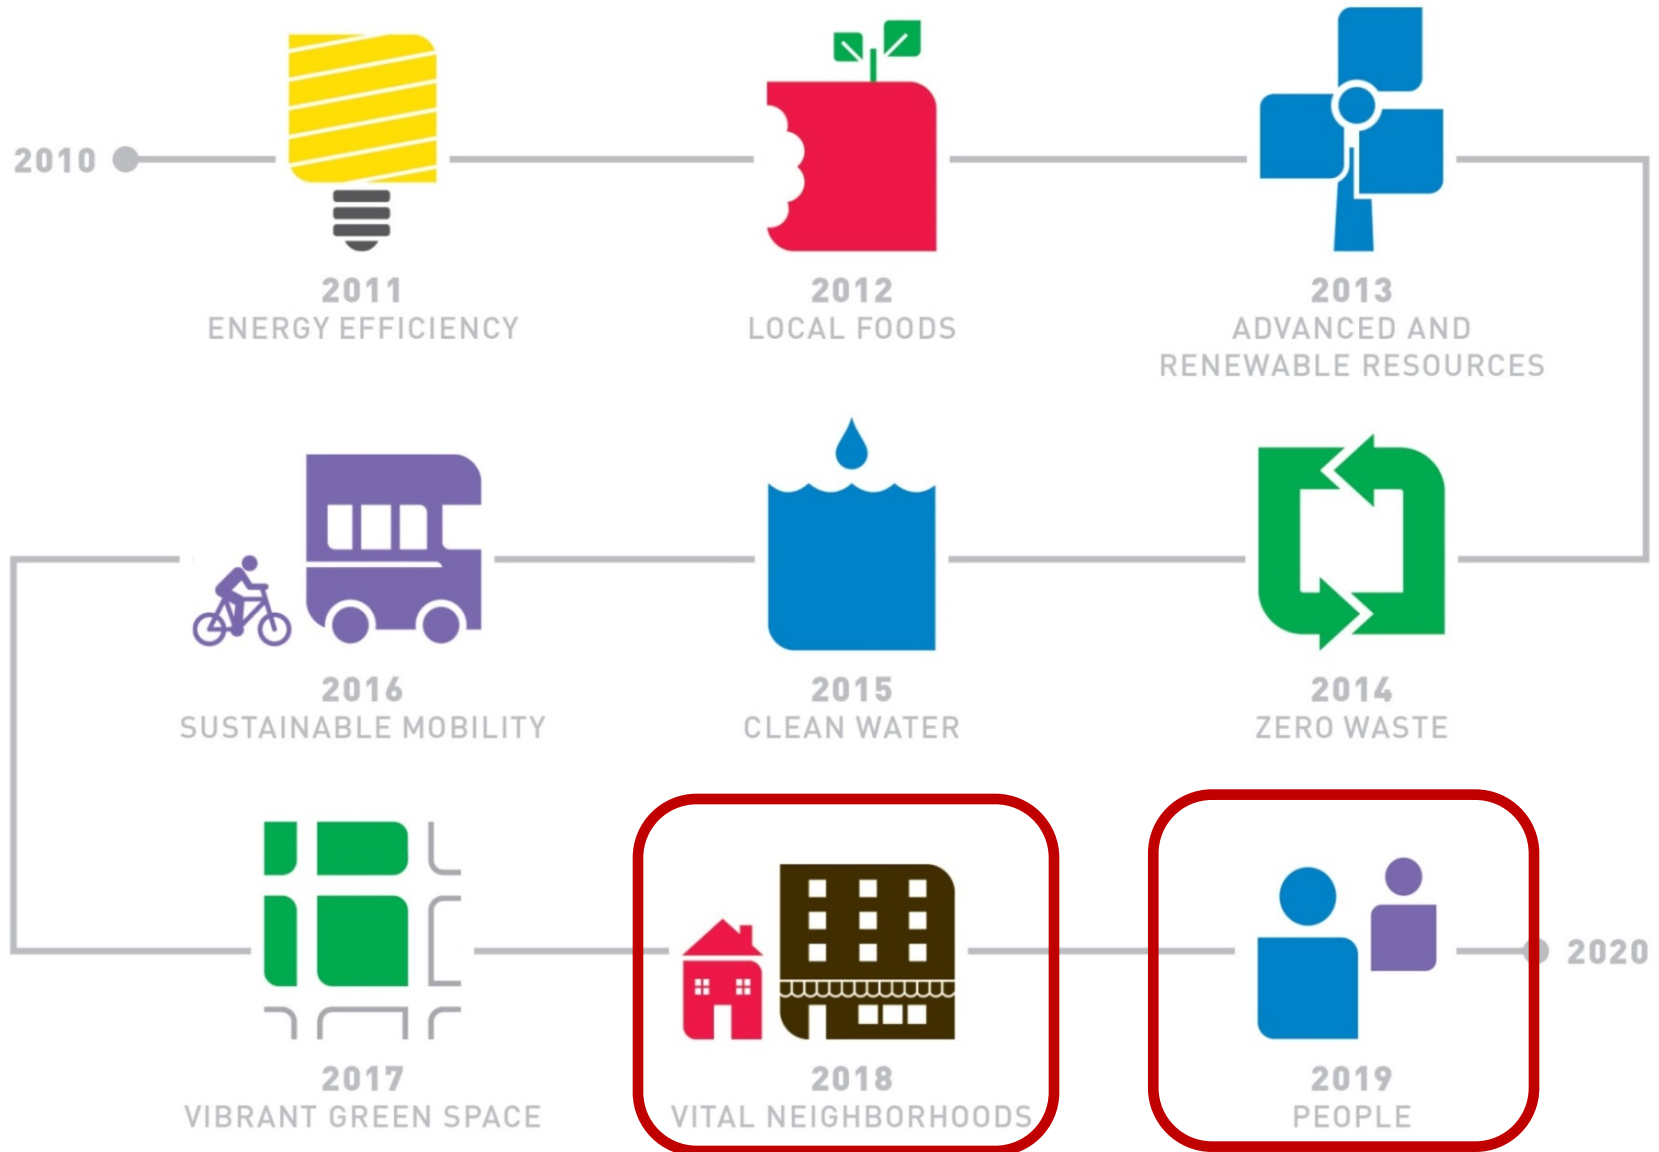 2010
2011
ENERGY EFFICIENCY
2012
LOCAL FOODS
2013
ADVANCED AND
RENEWABLE RESOURCES
2016
SUSTAINABLE MOBILITY
2015
CLEAN WATER
2014
ZERO WASTE
2017
VIBRANT GREEN SPACE
2018
VITAL NEIGHBORHOODS
2019
PEOPLE
2020